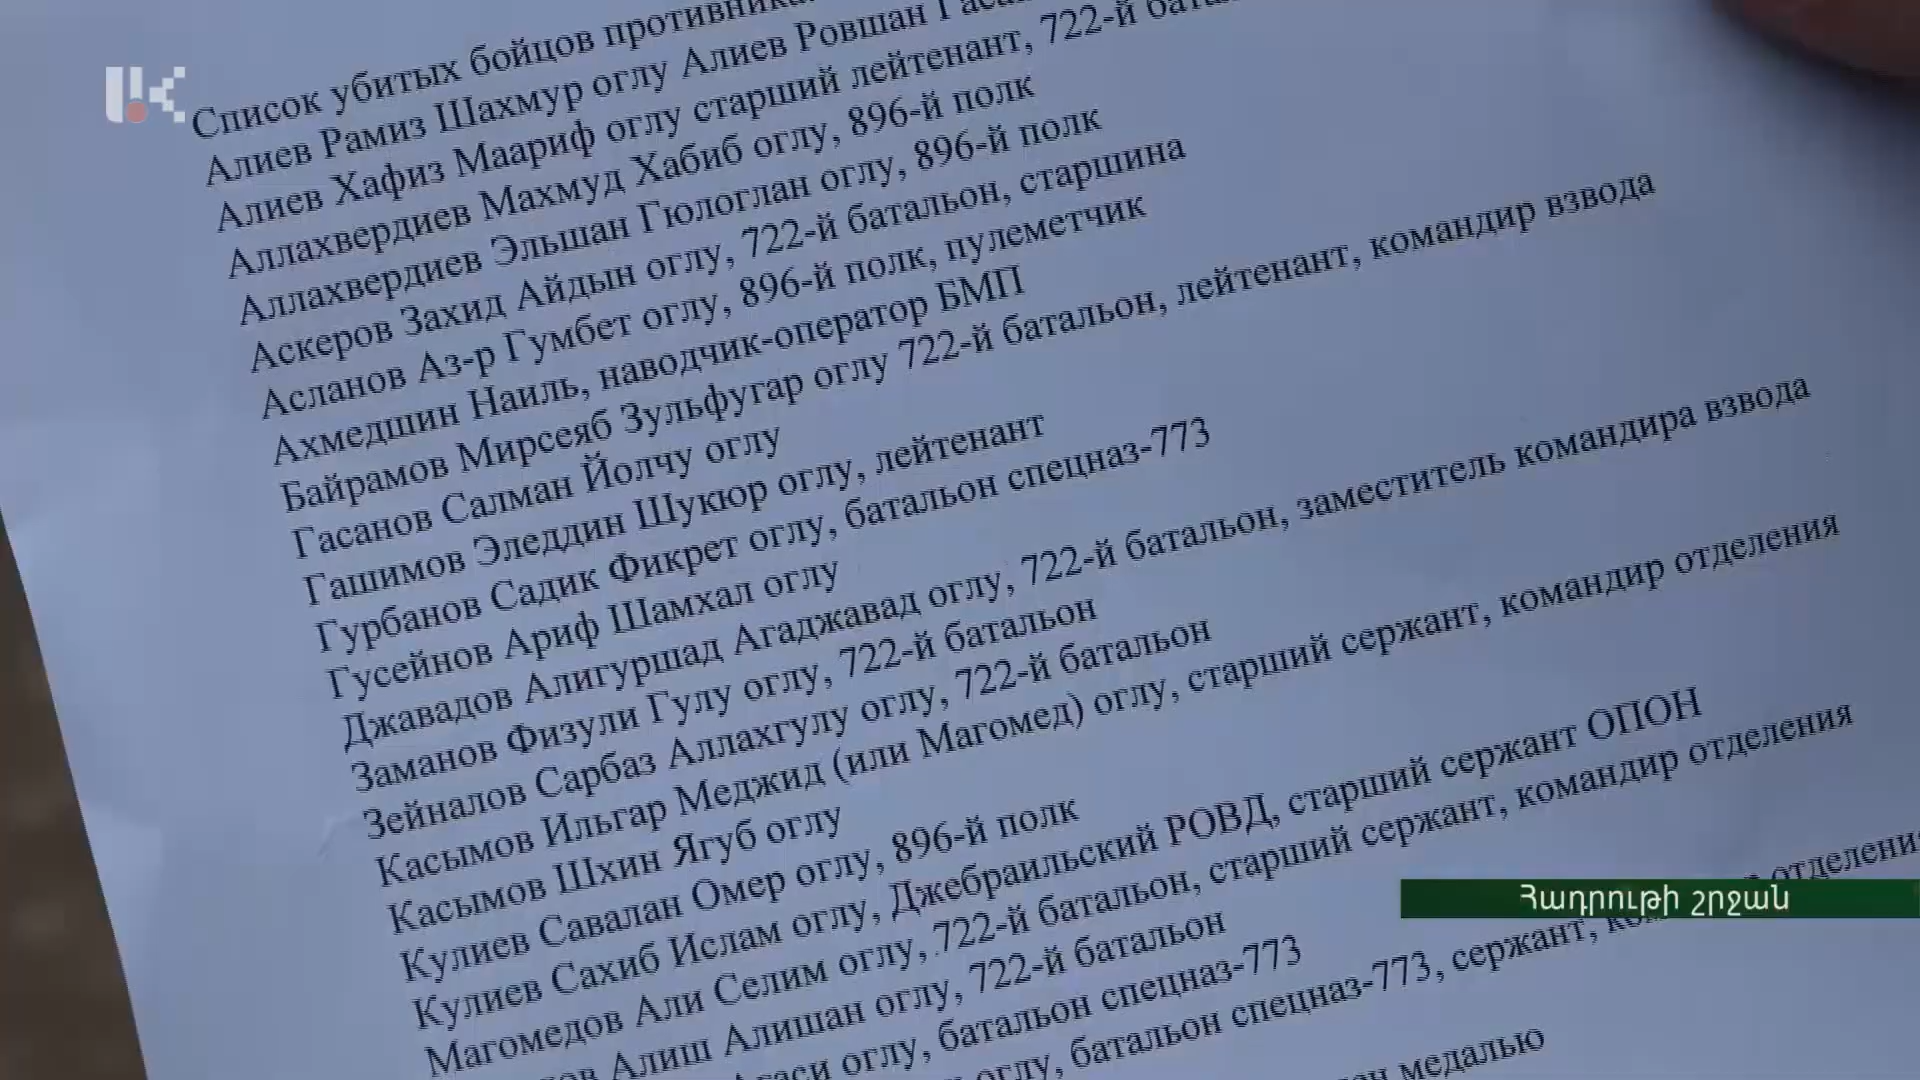 Список убитых бойцов противника
Алиев Рамиз Шахмур оглу Алиев Ровшан
Алиев Хафиз Маариф оглу старший лейтенант, 722-й
Аллахвердиев Махмуд Хабиб оглу, 896-й полк
Аллахвердиев Эльшан Гюлоглан оглу, 896-й полк
Аскеров Захид Айдын оглу, 722-й батальон, старшина
Асланов Аз-р Гумбет оглу, 896-й полк, пулеметчик
Ахмедшин Наиль, наводчик-оператор БМП
Байрамов Мирсеяб Зульфугар оглу 722-й батальон, лейтенант, командир взвода
Гасанов Салман Йолчу оглу
Гашимов Эледдин Шукюр оглу, лейтенант
Гурбанов Садик Фикрет оглу, батальон спецназ-773
Гусейнов Ариф Шамхал оглу
Джавадов Алигуршад Агаджавад оглу, 722-й батальон, заместитель командира взвода
Заманов Физули Гулу оглу, 722-й батальон
Зейналов Сарбаз Аллахгулу оглу, 722-й батальон
Касымов Ильгар Меджид (или Магомед) оглу, старший сержант, командир отделения
Касымов Шхин Ягуб оглу
Кулиев Савалан Омер оглу, 896-й полк
Кулиев Сахиб Ислам оглу, Джебраильский РОВД, старший сержант ОПОН
Магомедов Али Селим оглу, 722-й батальон, старший сержант, командир отделения
Алиш Алишан оглу, 722-й батальон
оглу, батальон спецназ-773
оглу, батальон спецназ-773, сержант, отделения
медалью
Հադրութի շրջան